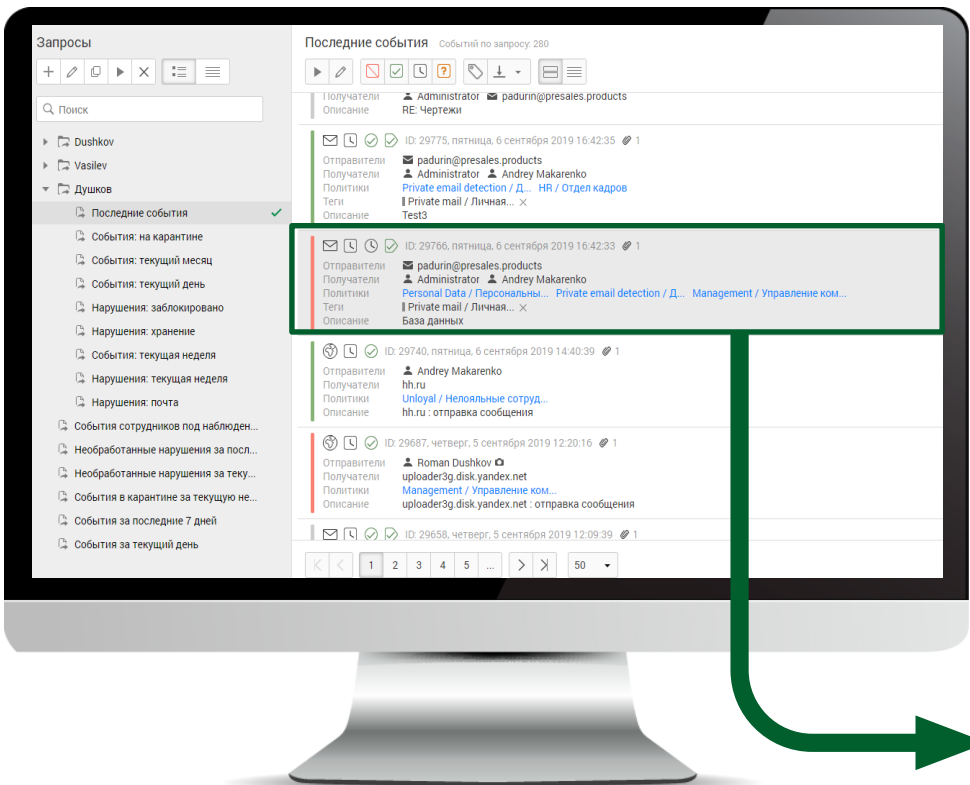 Запросы
Поиск
Dushkov
Vasilev
Душков
Последние события
События: на карантине
События: текущий месяц
События: текущий день
Нарушения: заблокировано
Нарушения: хранение
События: текущая неделя
Нарушения: текущая неделя
Нарушения: почта
События сотрудников под наблюден...
Необработанные нарушения за посл...
Необработанные нарушения за теку...
События в карантине за текущую не...
События за последние 7 дней
События за текущий день
Последние события Событий по запросу: 280
Получатели Administrator padurin@presales.products
Описание RE: Чертежи
ID: 29775, пятница, 6 сентября 2019 16:42:35 1
Отправители padurin@presales.products
Получатели Administrator Andrey Makarenko
Политики Private email detection / Д... HR / Отдел кадров
Теги Private mail / Личная...
Описание Test3
ID: 29766, пятница, 6 сентября 2019 16:42:33 1
Отправители padurin@presales.products
Получатели Administrator Andrey Makarenko
Политики Personal Data / Персональны... Private email detection / Д... Management / Управление ком...
Теги Private mail / Личная...
Описание База данных
ID: 29740, пятница, 6 сентября 2019 14:40:39 1
Отправители Andrey Makarenko
Получатели hh.ru
Политики Unloyal / Нелояльные сотруд...
Описание hh.ru : отправка сообщения
ID: 29687, четверг, 5 сентября 2019 12:20:16 1
Отправители Roman Dushkov
Получатели uploader3g.disk.yandex.net
Политики Management / Управление ком...
Описание uploader3g.disk.yandex.net : отправка сообщения
ID: 29658, четверг, 5 сентября 2019 12:09:39 1
1 2 3 4 5 ... 50